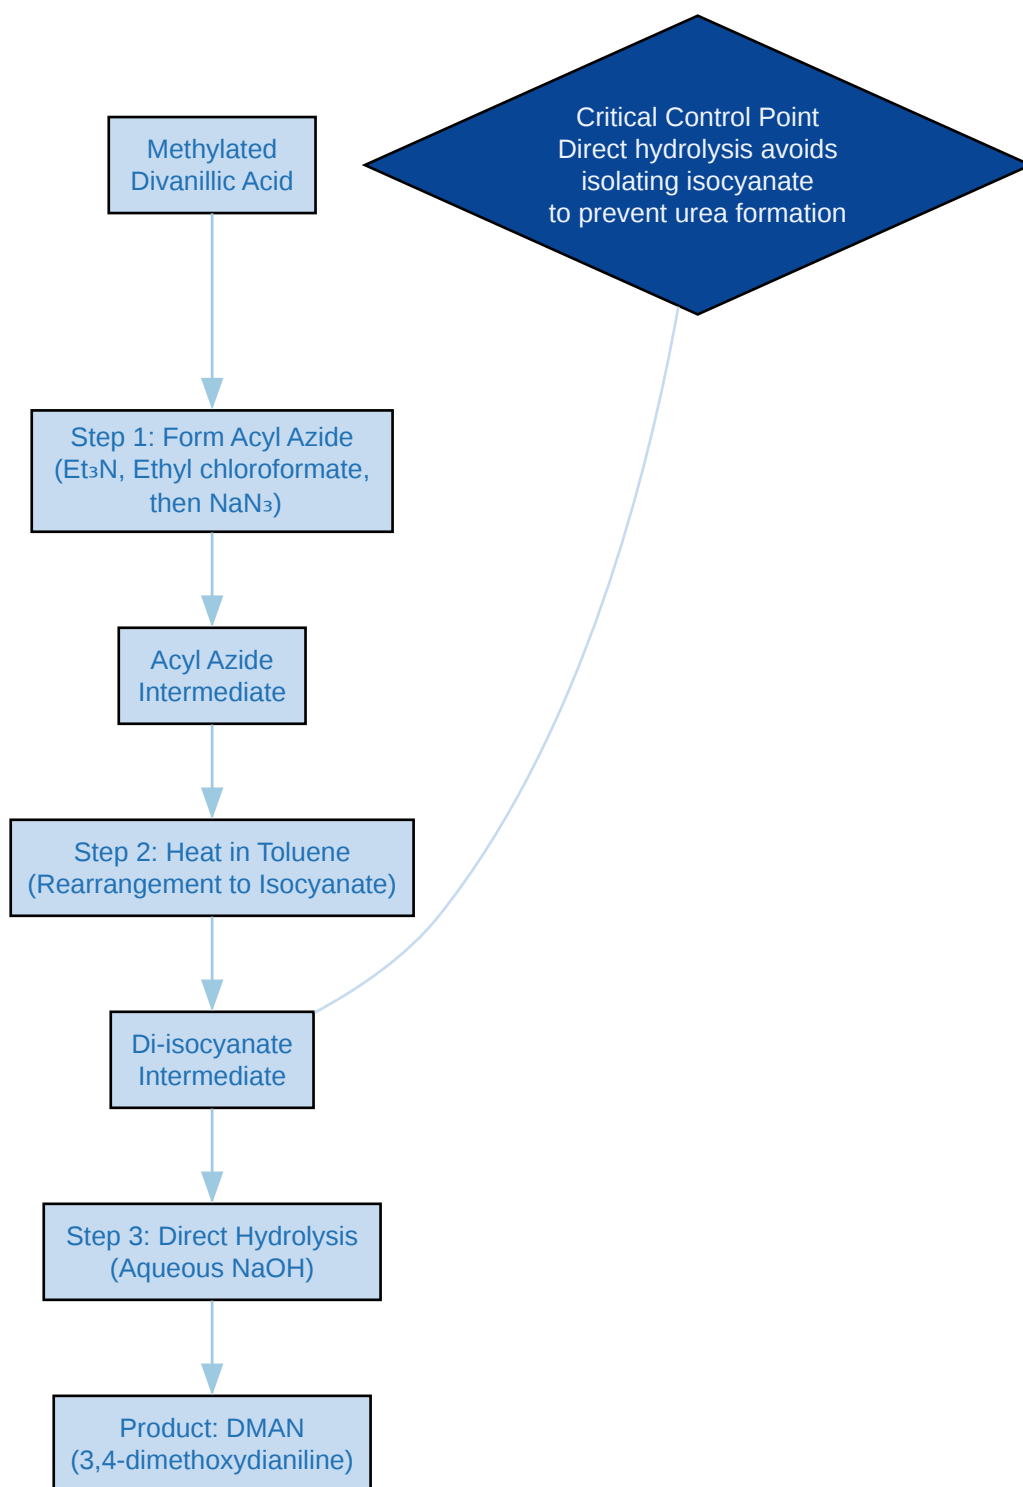 Critical Control Point
Direct hydrolysis avoids
isolating isocyanate
to prevent urea formation
Methylated
Divanillic Acid
Step 1: Form Acyl Azide
(Et₃N, Ethyl chloroformate,
then NaN₃)
Acyl Azide
Intermediate
Step 2: Heat in Toluene
(Rearrangement to Isocyanate)
Di-isocyanate
Intermediate
Step 3: Direct Hydrolysis
(Aqueous NaOH)
Product: DMAN
(3,4-dimethoxydianiline)